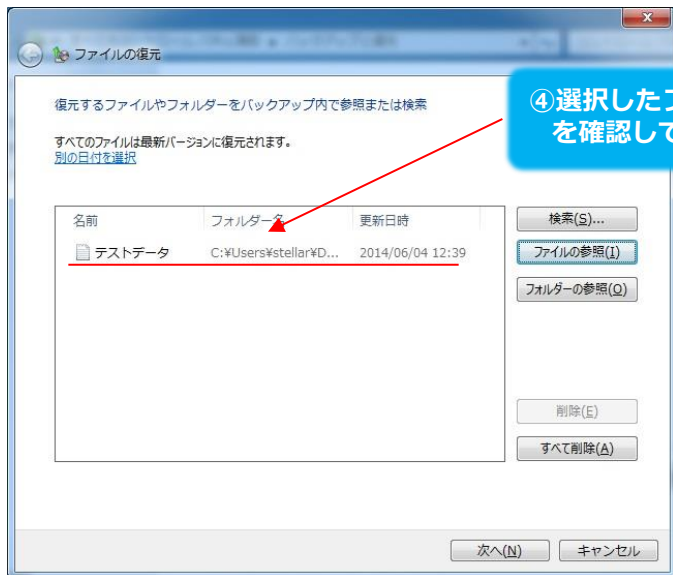 ファイルの復元
④選択したフ
を確認して
復元するファイルやフォルダーをバックアップ内で参照または検索
すべてのファイルは最新バージョンに復元されます。
別の日付を選択
名前 フォルダー名 更新日時
テストデータ C:¥Users¥stellar¥D... 2014/06/04 12:39
検索(S)...
ファイルの参照(I)
フォルダーの参照(O)
削除(E)
すべて削除(A)
次へ(N) キャンセル